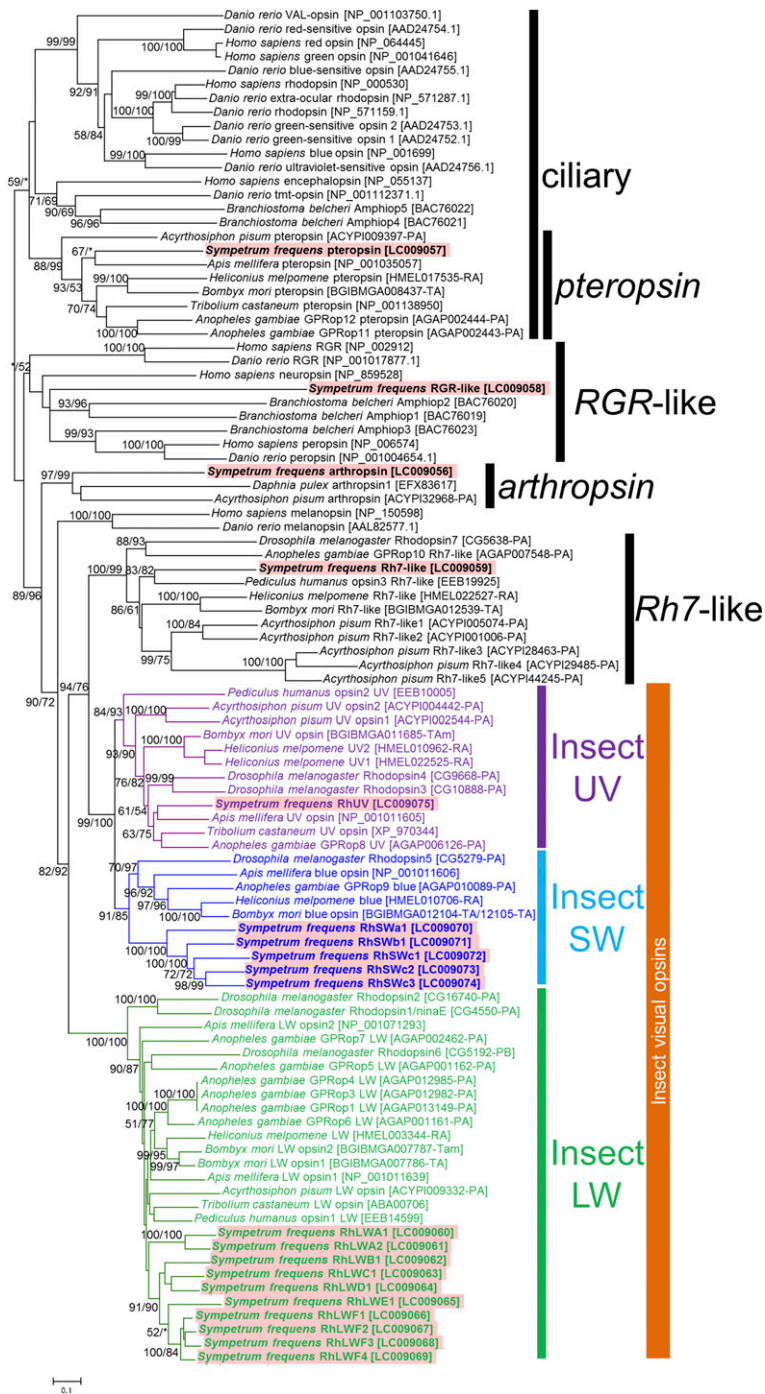 99/99
Danio rerio VAL-opsin [NP_001103750.1]
Danio rerio red-sensitive opsin [AAD24754.1]
100/100
Homo sapiens red opsin [NP_064445]
Homo sapiens green opsin [NP_001041646]
Danio rerio blue-sensitive opsin [AAD24755.1]
92/91
Homo sapiens rhodopsin [NP_000530]
99/100
Danio rerio extra-ocular rhodopsin [NP_571287.1]
100/100
Danio rerio rhodopsin [NP_571159.1]
Danio rerio green-sensitive opsin 2 [AAD24753.1]
58/84
100/99
Danio rerio green-sensitive opsin 1 [AAD24752.1]
Homo sapiens blue opsin [NP_001699]
99/100
Danio rerio ultraviolet-sensitive opsin [AAD24756.1]
59/*
Homo sapiens encephalopsin [NP_055137]
71/69
Danio rerio tmt-opsin [NP_001112371.1]
90/69
Branchiostoma belcheri Amphiop5 [BAC76022]
96/96
Branchiostoma belcheri Amphiop4 [BAC76021]
ciliary
Acyrthosiphon pisum pteropsin [ACYPI009397-PA]
67/*
Sympetrum frequens pteropsin [LC009057]
88/99
Apis mellifera pteropsin [NP_001035057]
93/53
99/100
Heliconius melpomene pteropsin [HMEL017535-RA]
Bombyx mori pteropsin [BGIBMGA008437-TA]
70/74
Tribolium castaneum pteropsin [NP_001138950]
Anopheles gambiae GPRop12 pteropsin [AGAP002444-PA]
100/100
Anopheles gambiae GPRop11 pteropsin [AGAP002443-PA]
pteropsin
100/100
Homo sapiens RGR [NP_002912]
Danio rerio RGR [NP_001017877.1]
*/52
Homo sapiens neuropsin [NP_859528]
Sympetrum frequens RGR-like [LC009058]
93/96
Branchiostoma belcheri Amphiop2 [BAC76020]
Branchiostoma belcheri Amphiop1 [BAC76019]
99/93
Branchiostoma belcheri Amphiop3 [BAC76023]
100/100
Homo sapiens peropsin [NP_006574]
Danio rerio peropsin [NP_001004654.1]
RGR-like
97/99
Sympetrum frequens arthropsin [LC009056]
Daphnia pulex arthropsin1 [EFX83617]
Acyrthosiphon pisum arthropsin [ACYPI32968-PA]
arthropsin
100/100
Homo sapiens melanopsin [NP_150598]
Danio rerio melanopsin [AAL82577.1]
89/96
88/93
Drosophila melanogaster Rhodopsin7 [CG5638-PA]
Anopheles gambiae GPRop10 Rh7-like [AGAP007548-PA]
100/99
83/82
Sympetrum frequens Rh7-like [LC009059]
Pediculus humanus opsin3 Rh7-like [EEB19925]
86/61
100/100
Heliconius melpomene Rh7-like [HMEL022527-RA]
Bombyx mori Rh7-like [BGIBMGA012539-TA]
100/84
Acyrthosiphon pisum Rh7-like1 [ACYPI005074-PA]
Acyrthosiphon pisum Rh7-like2 [ACYPI001006-PA]
99/75
100/100
Acyrthosiphon pisum Rh7-like3 [ACYPI28463-PA]
Acyrthosiphon pisum Rh7-like4 [ACYPI29485-PA]
Acyrthosiphon pisum Rh7-like5 [ACYPI44245-PA]
Rh7-like
90/72
94/76
Pediculus humanus opsin2 UV [EEB10005]
84/93
100/100
Acyrthosiphon pisum UV opsin2 [ACYPI004442-PA]
Acyrthosiphon pisum UV opsin1 [ACYPI002544-PA]
93/90
100/100
Bombyx mori UV opsin [BGIBMGA011685-TAm]
Heliconius melpomene UV2 [HMEL010962-RA]
Heliconius melpomene UV1 [HMEL022525-RA]
76/82
99/99
Drosophila melanogaster Rhodopsin4 [CG9668-PA]
Drosophila melanogaster Rhodopsin3 [CG10888-PA]
61/54
Sympetrum frequens RhUV [LC009075]
Apis mellifera UV opsin [NP_001011605]
63/75
Tribolium castaneum UV opsin [XP_970344]
Anopheles gambiae GPRop8 UV [AGAP006126-PA]
Insect
UV
99/100
82/92
70/97
Drosophila melanogaster Rhodopsin5 [CG5279-PA]
Apis mellifera blue opsin [NP_001011606]
96/92
Anopheles gambiae GPRop9 blue [AGAP010089-PA]
97/96
Heliconius melpomene blue [HMEL010706-RA]
100/100
Bombyx mori blue opsin [BGIBMGA012104-TA/12105-TA]
91/85
Sympetrum frequens RhSWa1 [LC009070]
Sympetrum frequens RhSWb1 [LC009071]
100/100
Sympetrum frequens RhSWc1 [LC009072]
72/72
Sympetrum frequens RhSWc2 [LC009073]
98/99
Sympetrum frequens RhSWc3 [LC009074]
Insect
SW
100/100
Drosophila melanogaster Rhodopsin2 [CG16740-PA]
Drosophila melanogaster Rhodopsin1/ninaE [CG4550-PA]
100/100
Apis mellifera LW opsin2 [NP_001071293]
Anopheles gambiae GPRop7 LW [AGAP002462-PA]
Drosophila melanogaster Rhodopsin6 [CG5192-PB]
90/87
Anopheles gambiae GPRop5 LW [AGAP001162-PA]
Anopheles gambiae GPRop4 LW [AGAP012985-PA]
100/100
Anopheles gambiae GPRop3 LW [AGAP012982-PA]
100/100
Anopheles gambiae GPRop1 LW [AGAP013149-PA]
Anopheles gambiae GPRop6 LW [AGAP001161-PA]
51/77
Heliconius melpomene LW [HMEL003344-RA]
99/95
Bombyx mori LW opsin2 [BGIBMGA007787-Tam]
99/97
Bombyx mori LW opsin1 [BGIBMGA007786-TA]
Apis mellifera LW opsin1 [NP_001011639]
Acyrthosiphon pisum LW opsin [ACYPI009332-PA]
Tribolium castaneum LW opsin [ABA00706]
Pediculus humanus opsin1 LW [EEB14599]
100/100
Sympetrum frequens RhLWA1 [LC009060]
Sympetrum frequens RhLWA2 [LC009061]
Sympetrum frequens RhLWB1 [LC009062]
Sympetrum frequens RhLWC1 [LC009063]
Sympetrum frequens RhLWD1 [LC009064]
91/90
Sympetrum frequens RhLWE1 [LC009065]
Sympetrum frequens RhLWF1 [LC009066]
52/*
Sympetrum frequens RhLWF2 [LC009067]
Sympetrum frequens RhLWF3 [LC009068]
100/84
Sympetrum frequens RhLWF4 [LC009069]
Insect
LW
Insect visual opsins
0.1